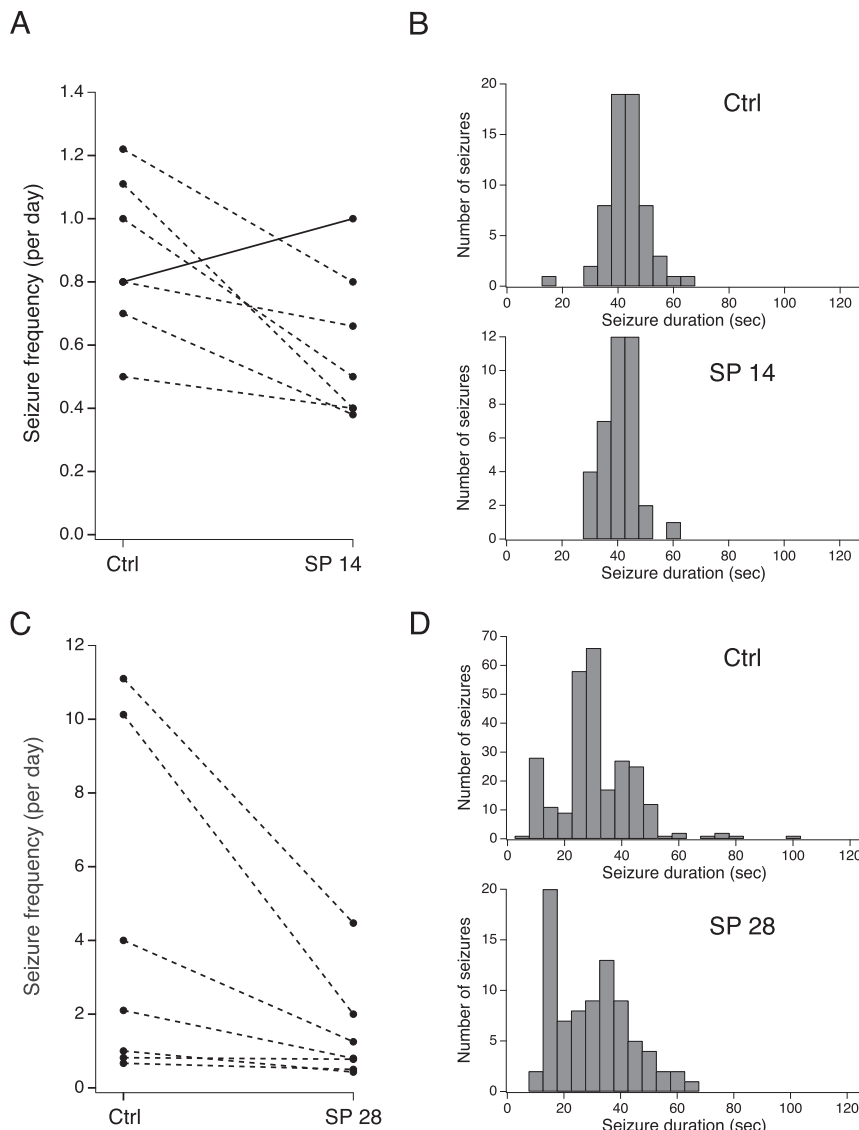 A
Seizure frequency (per day)
1.4
1.2
1.0
0.8
0.6
0.4
0.2
0.0
Ctrl SP 14
B
Number of seizures
20
15
10
5
0
Ctrl
0 20 40 60 80 100 120
Seizure duration (sec)
Number of seizures
12
10
8
6
4
2
0
SP 14
0 20 40 60 80 100 120
Seizure duration (sec)
C
Seizure frequency (per day)
12
10
8
6
4
2
0
Ctrl SP 28
D
Number of seizures
70
60
50
40
30
20
10
0
Ctrl
0 20 40 60 80 100 120
Seizure duration (sec)
Number of seizures
20
15
10
5
0
SP 28
0 20 40 60 80 100 120
Seizure duration (sec)